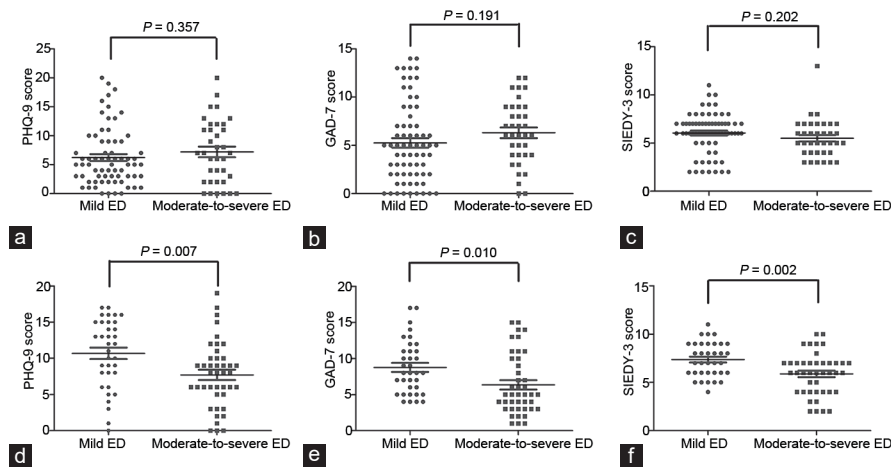 P = 0.357
PHQ-9 score
25
20
15
10
5
0
Mild ED
Moderate-to-severe ED
a
P = 0.191
GAD-7 score
15
10
5
0
Mild ED
Moderate-to-severe ED
b
P = 0.202
SIEDY-3 score
15
10
5
0
Mild ED
Moderate-to-severe ED
c
P = 0.007
PHQ-9 score
20
15
10
5
0
Mild ED
Moderate-to-severe ED
d
P = 0.010
GAD-7 score
20
15
10
5
0
Mild ED
Moderate-to-severe ED
e
P = 0.002
SIEDY-3 score
15
10
5
0
Mild ED
Moderate-to-severe ED
f